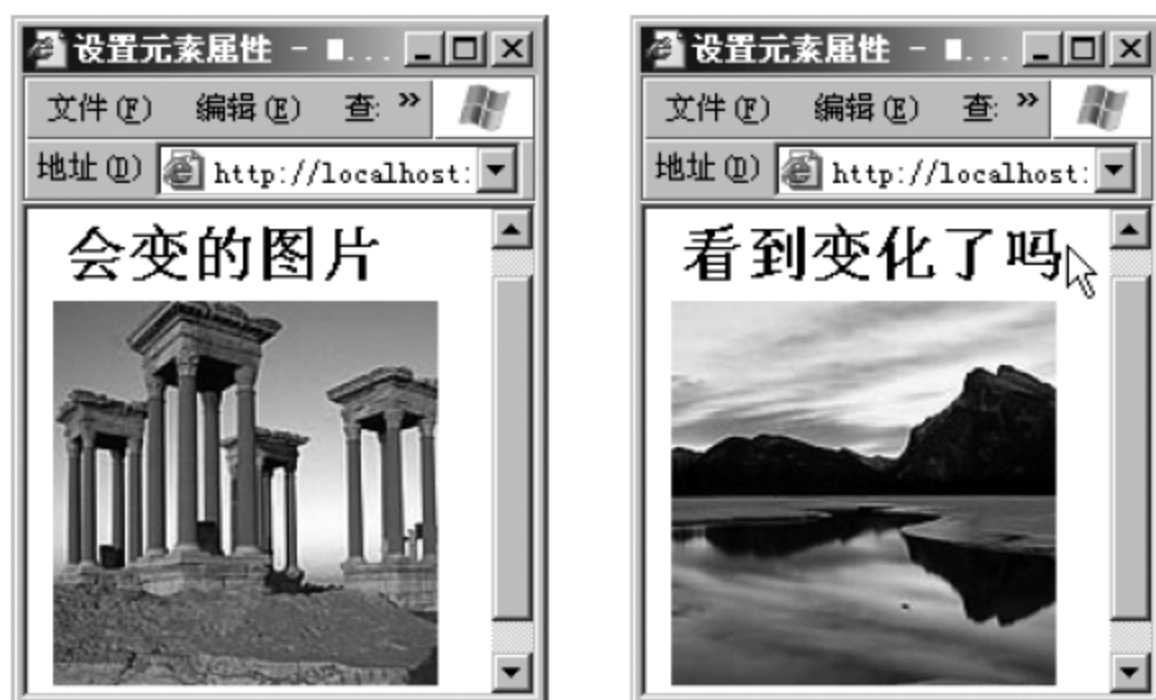 设置元素属性 - ■...
文件(F) 编辑(E) 查: »
地址(D) http://localhost:
会变的图片
设置元素属性 - ■...
文件(F) 编辑(E) 查: »
地址(D) http://localhost:
看到变化了吗